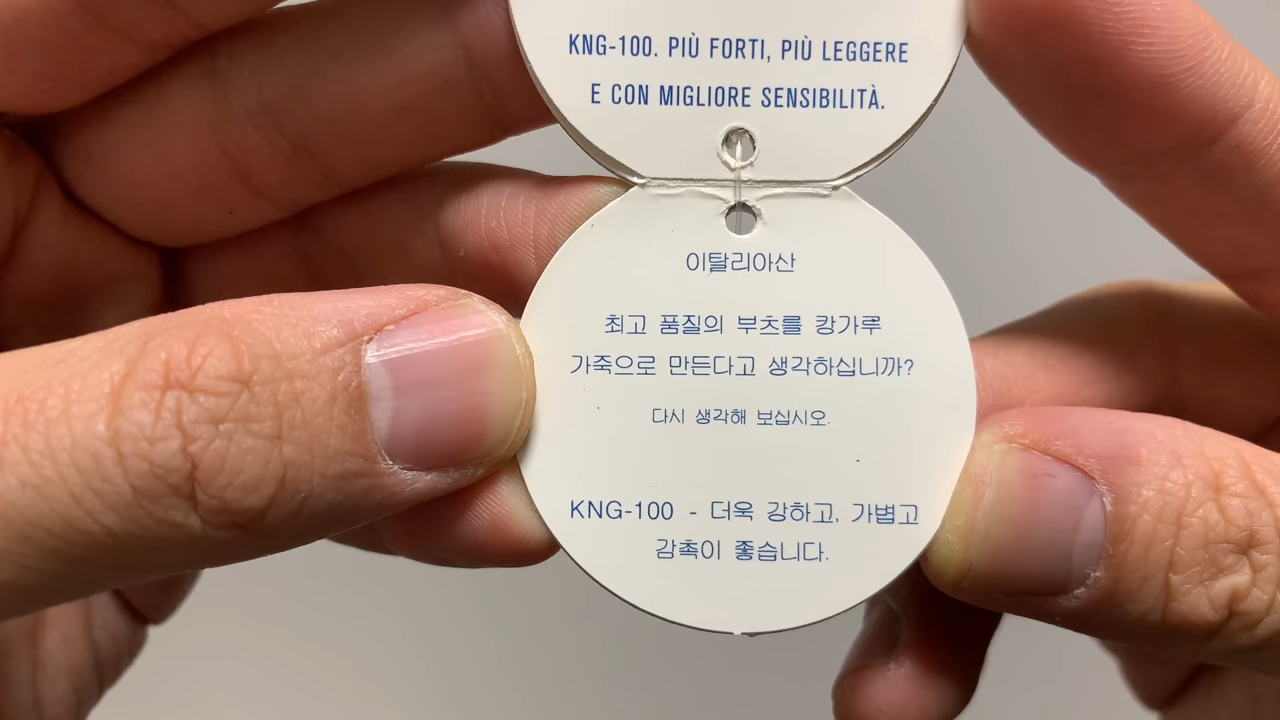 KNG-100. PIÙ FORTI, PIÙ LEGGERE
E CON MIGLIORE SENSIBILITÀ.
이탈리아산
최고 품질의 부츠를 캉가루
가죽으로 만든다고 생각하십니까?
다시 생각해 보십시오.
KNG-100 - 더욱 강하고, 가볍고
감촉이 좋습니다.